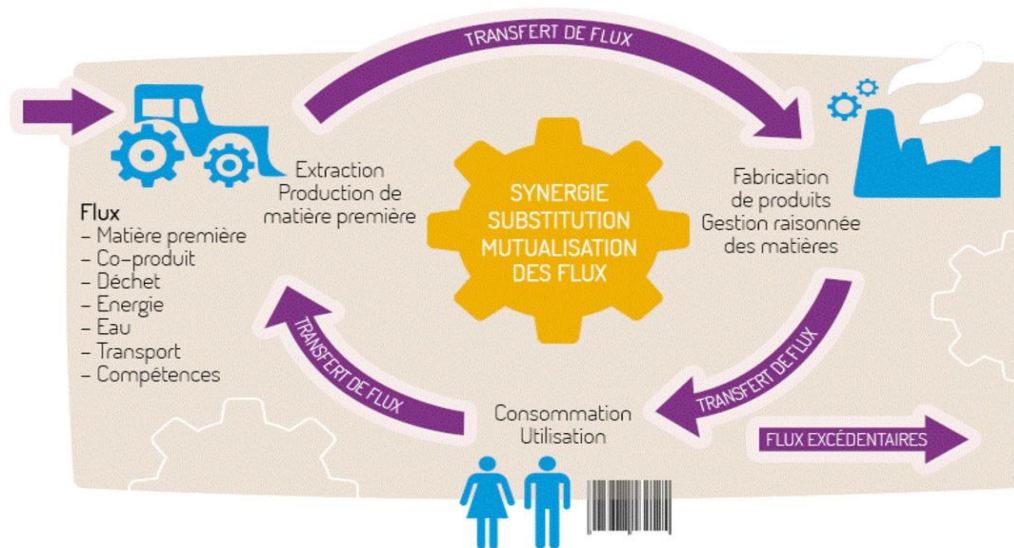 TRANSFERT DE FLUX
Extraction
Production de
matière première
Flux
– Matière première
– Co-produit
– Déchet
– Energie
– Eau
– Transport
– Compétences
SYNERGIE
SUBSTITUTION
MUTUALISATION
DES FLUX
Fabrication
de produits
Gestion raisonnée
des matières
TRANSFERT DE FLUX
TRANSFERT DE FLUX
Consommation
Utilisation
FLUX EXCÉDENTAIRES